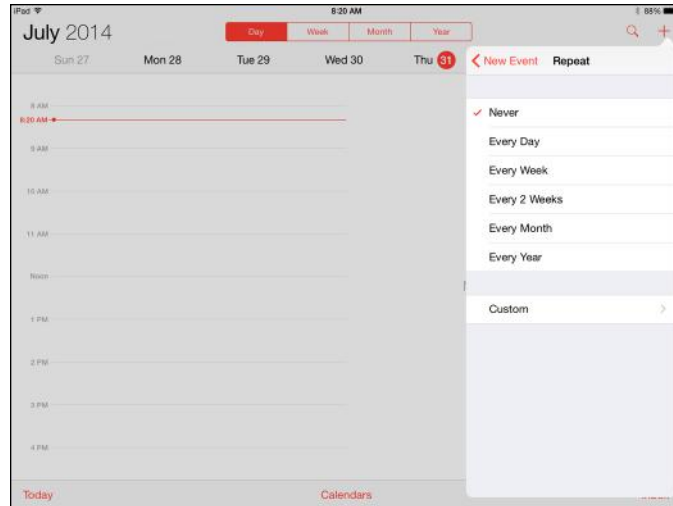 iPad 8:20 AM 88%
July 2014 Day Week Month Year
Sun 27 Mon 28 Tue 29 Wed 30 Thu 31
New Event Repeat
8 AM
8:20 AM
9 AM
10 AM
11 AM
Noon
1 PM
2 PM
3 PM
4 PM
Never
Every Day
Every Week
Every 2 Weeks
Every Month
Every Year
Custom
Today Calendars